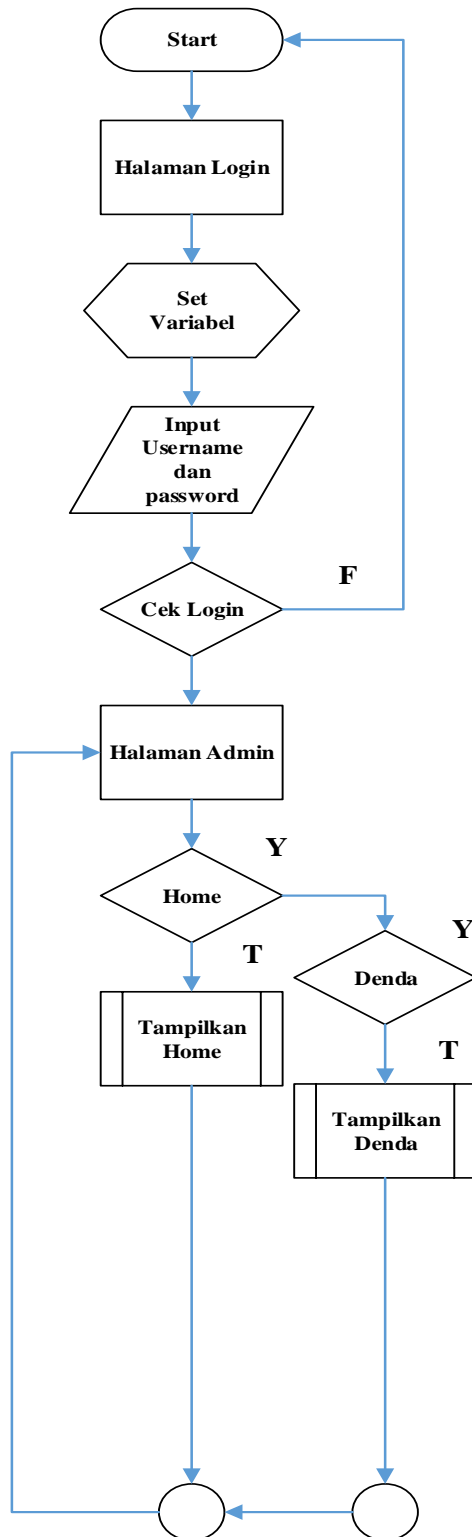 Start
Halaman Login
Set
Variabel
Input
Username
dan
password
F
Cek Login
Halaman Admin
Y
Home
Y
T
Denda
Tampilkan
Home
T
Tampilkan
Denda